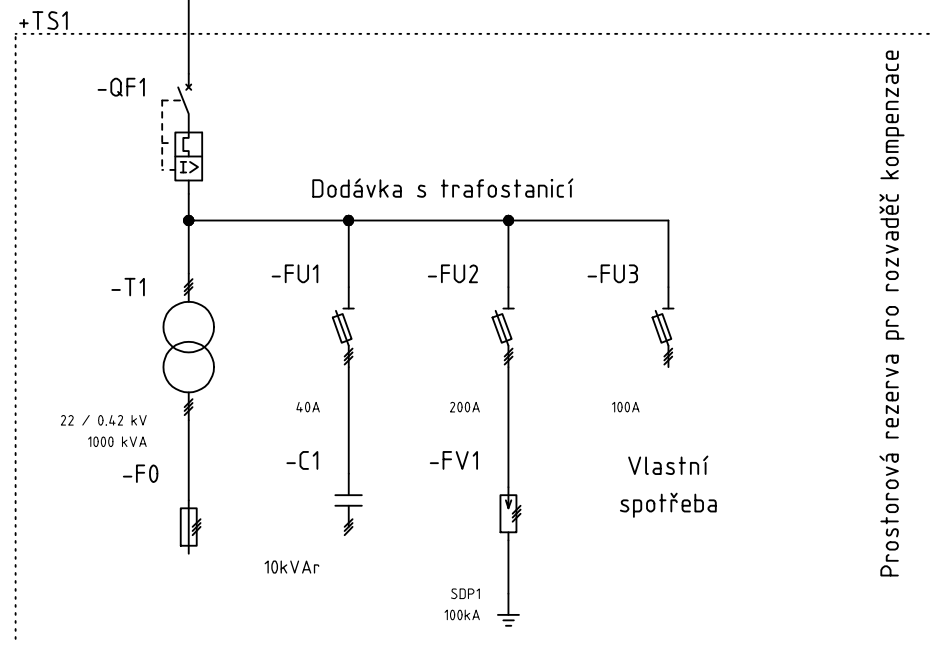 +TS1
-QF1
I>
Dodávka s trafostanicí
-T1
-FU1
-FU2
-FU3
22 / 0.42 kV
1000 kVA
40A
200A
100A
-F0
-C1
-FV1
Vlastní
spotřeba
10kVAr
SDP1
100kA
Prostorová rezerva pro rozvaděč kompenzace